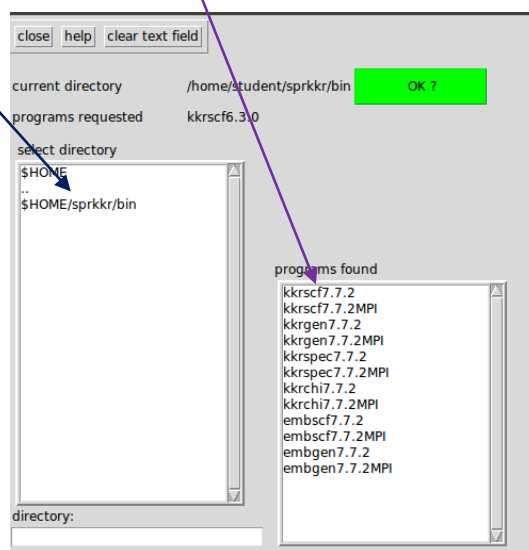 close help clear text field
current directory /home/student/sprkkr/bin OK ?
programs requested kkrscf6.3.0
select directory
$HOME
..
$HOME/sprkkr/bin
programs found
kkrscf7.7.2
kkrscf7.7.2MPI
kkrgen7.7.2
kkrgen7.7.2MPI
kkrspec7.7.2
kkrspec7.7.2MPI
kkrchi7.7.2
kkrchi7.7.2MPI
embscf7.7.2
embscf7.7.2MPI
embgen7.7.2
embgen7.7.2MPI
directory: